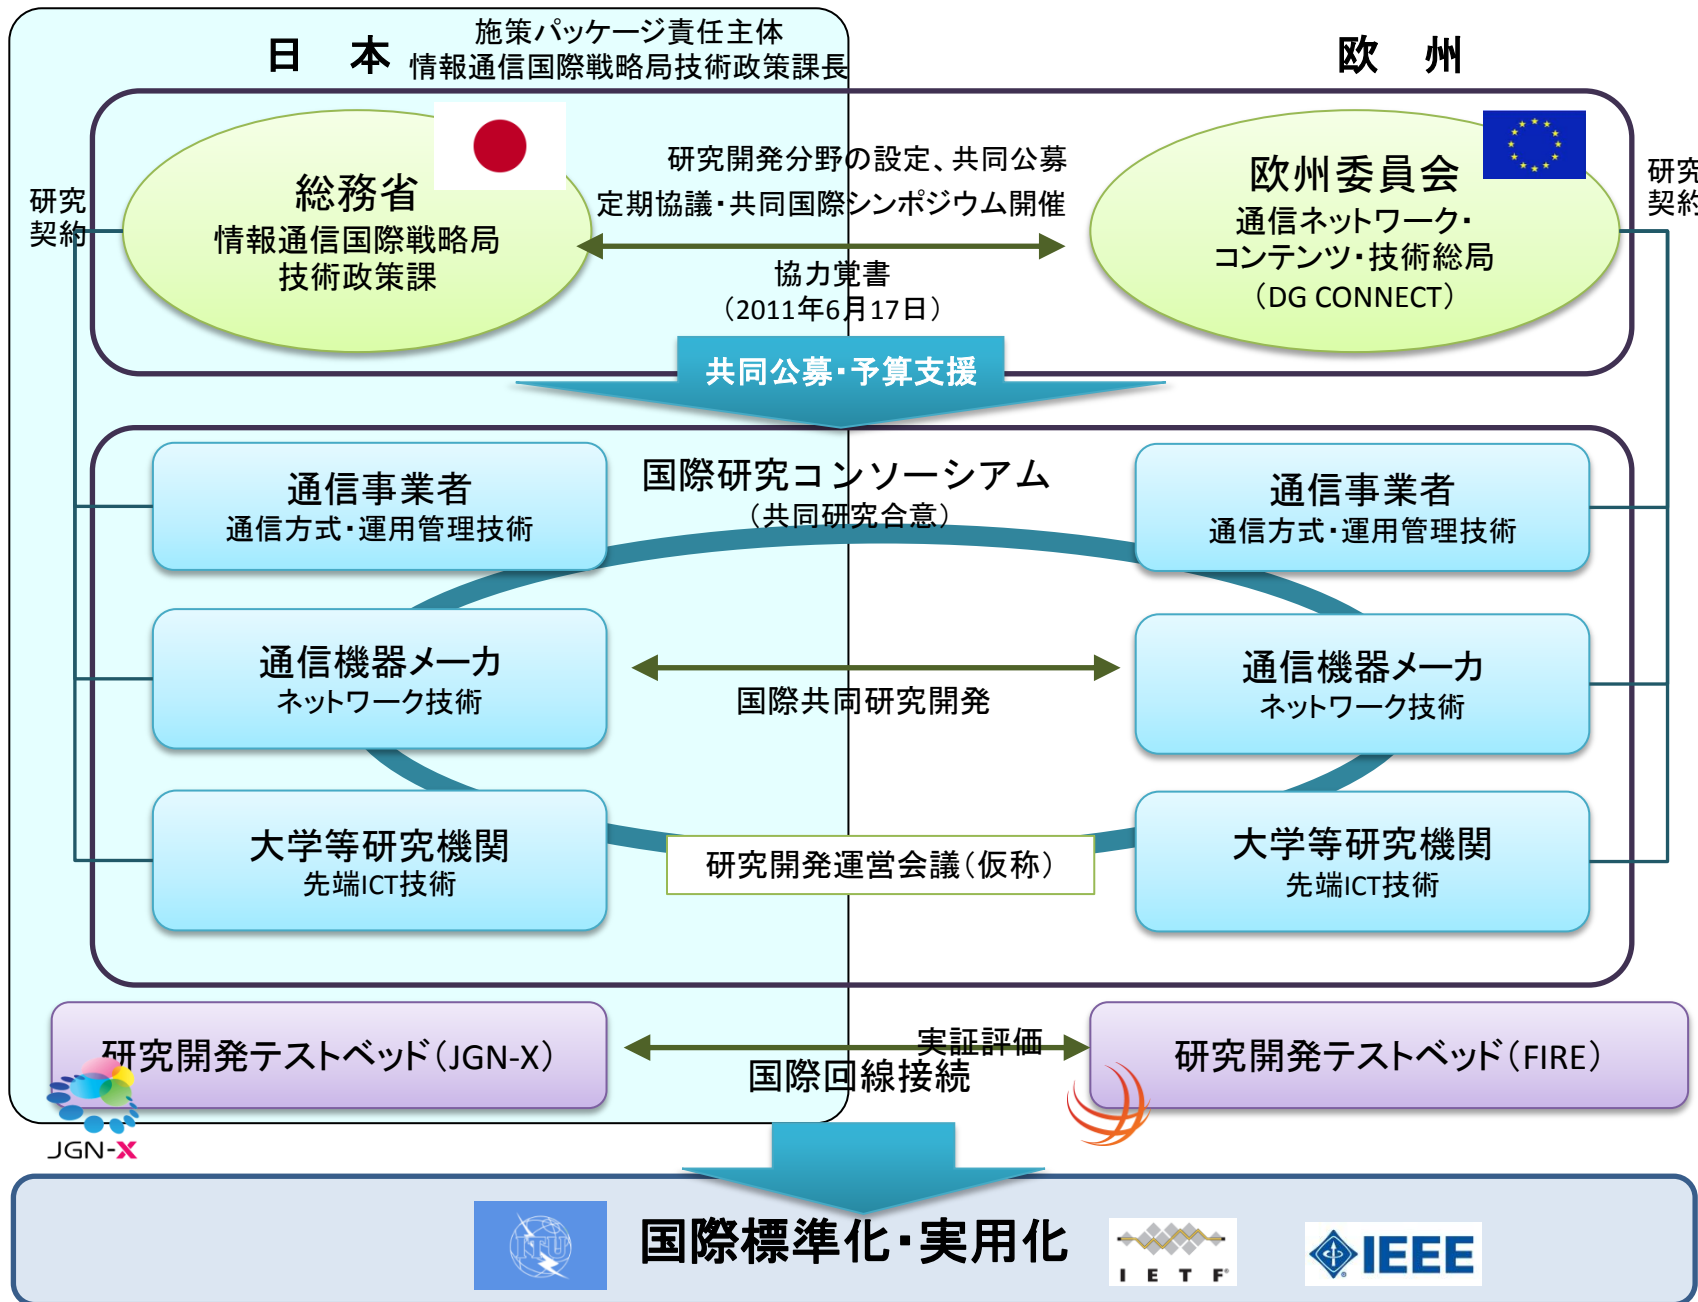 日 本
施策パッケージ責任主体
情報通信国際戦略局技術政策課長
欧 州
研究
契約
総務省
情報通信国際戦略局
技術政策課
研究開発分野の設定、共同公募
定期協議・共同国際シンポジウム開催
協力覚書
（2011年6月17日）
欧州委員会
通信ネットワーク・
コンテンツ・技術総局
（DG CONNECT）
研究
契約
共同公募・予算支援
国際研究コンソーシアム
（共同研究合意）
通信事業者
通信方式・運用管理技術
通信事業者
通信方式・運用管理技術
通信機器メーカ
ネットワーク技術
国際共同研究開発
通信機器メーカ
ネットワーク技術
大学等研究機関
先端ICT技術
研究開発運営会議（仮称）
大学等研究機関
先端ICT技術
研究開発テストベッド（JGN-X）
実証評価
国際回線接続
研究開発テストベッド（FIRE）
JGN-X
ITU
国際標準化・実用化
I E T F®
IEEE